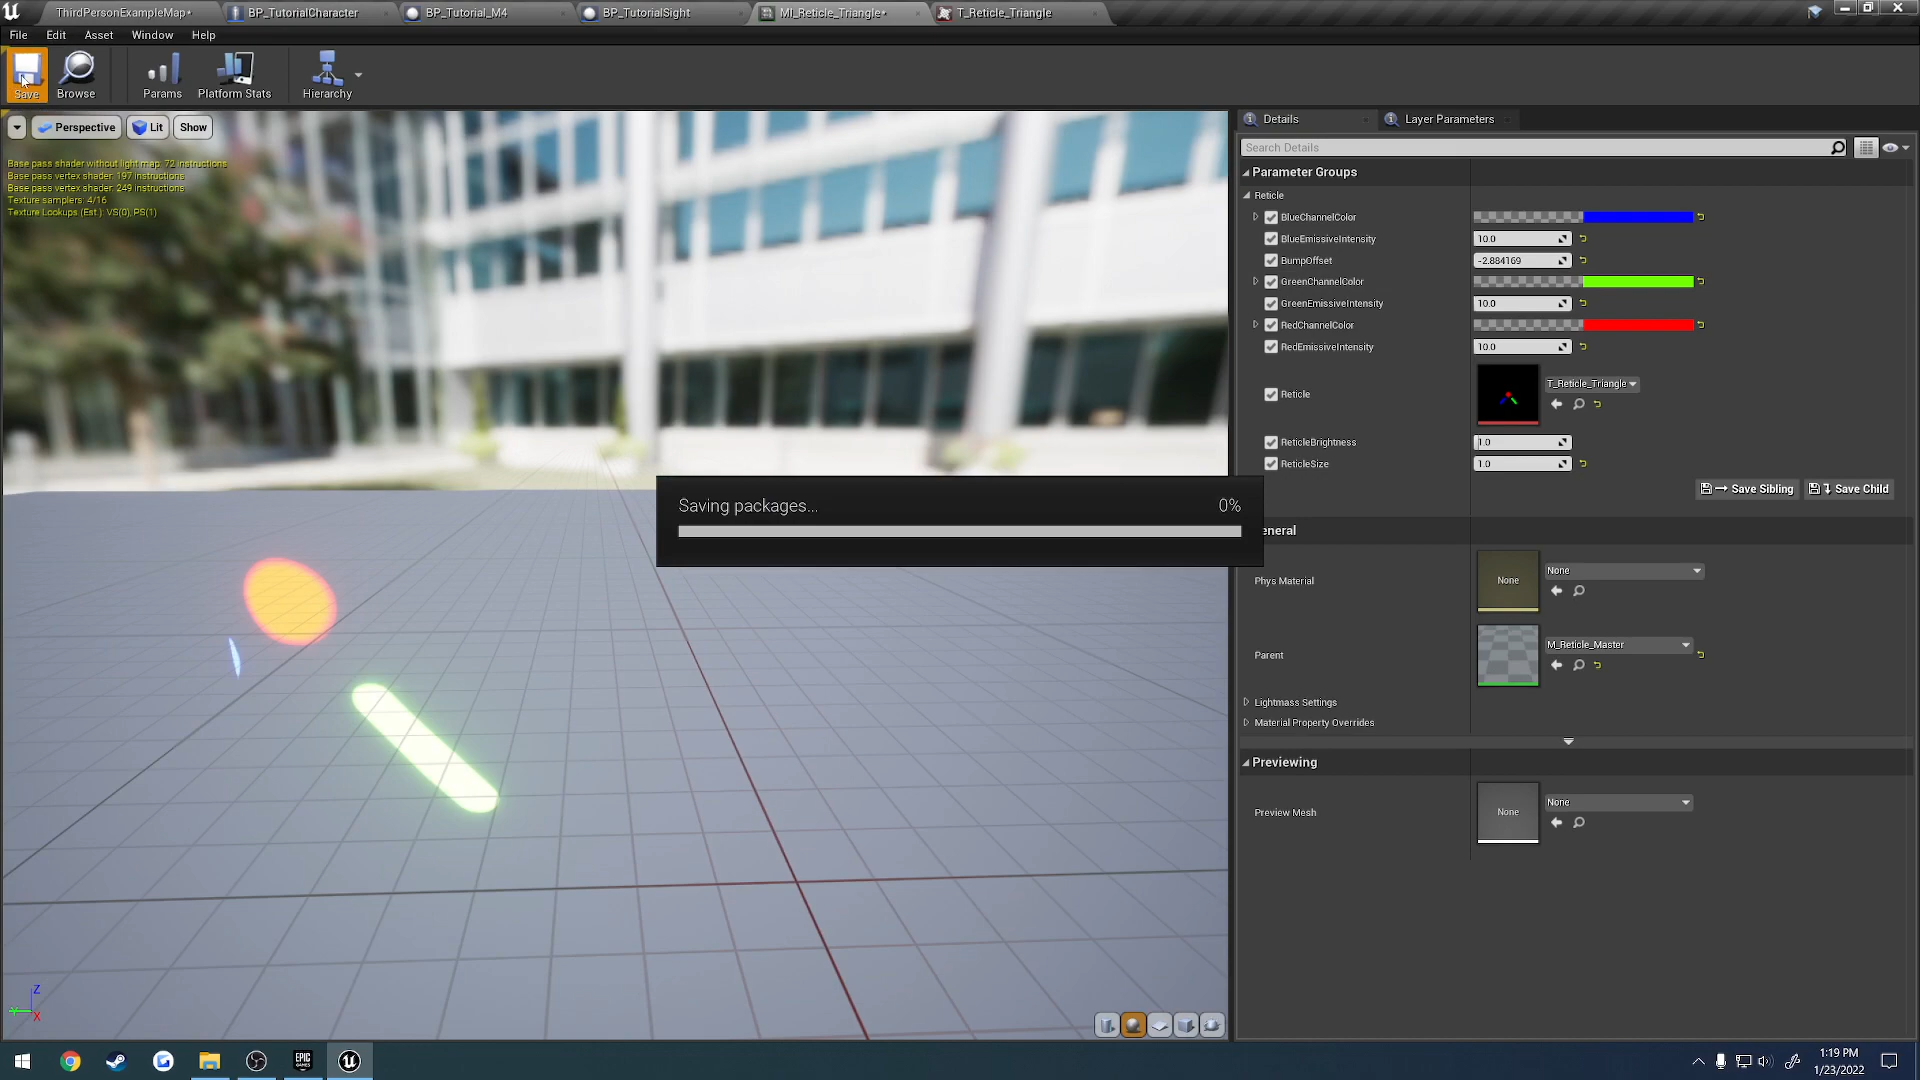 ThirdPersonExampleMap•
BP_TutorialCharacter
BP_Tutorial_M4
BP_TutorialSight
MI_Reticle_Triangle•
T_Reticle_Triangle
File
Edit
Asset
Window
Help
Save
Browse
Params
Platform Stats
Hierarchy
Perspective
Lit
Show
Base pass shader without light map: 72 instructions
Base pass vertex shader: 197 instructions
Base pass vertex shader: 249 instructions
Texture samplers: 4/16
Texture Lookups (Est.): VS(0), PS(1)
Details
Layer Parameters
Search Details
Parameter Groups
Reticle
BlueChannelColor
BlueEmissiveIntensity
10.0
BumpOffset
-2.884169
GreenChannelColor
GreenEmissiveIntensity
10.0
RedChannelColor
RedEmissiveIntensity
10.0
Reticle
T_Reticle_Triangle
ReticleBrightness
1.0
ReticleSize
1.0
Save Sibling
Save Child
Saving packages...
0%
eneral
Phys Material
None
None
Parent
M_Reticle_Master
Lightmass Settings
Material Property Overrides
Previewing
Preview Mesh
None
None
Z
Y
X
EPIC
GAMES
1:19 PM
1/23/2022